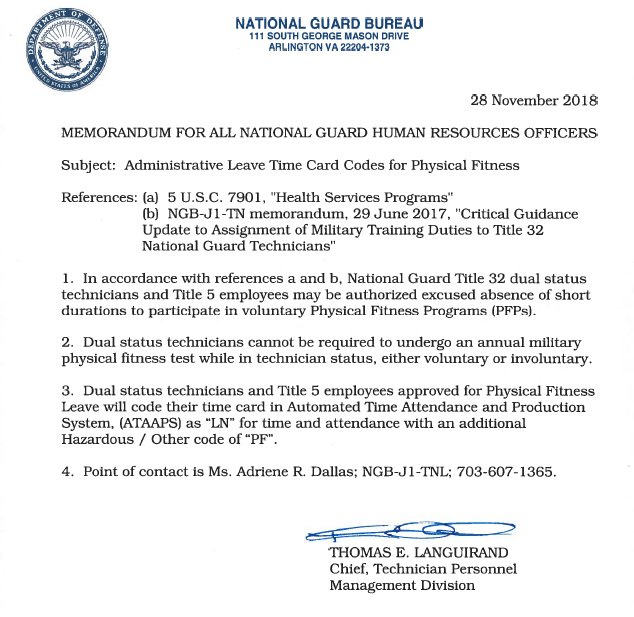 DEPARTMENT OF DEFENSE
UNITED STATES OF AMERICA
NATIONAL GUARD BUREAU
111 SOUTH GEORGE MASON DRIVE
ARLINGTON VA 22204-1373
28 November 2018
MEMORANDUM FOR ALL NATIONAL GUARD HUMAN RESOURCES OFFICERS
Subject: Administrative Leave Time Card Codes for Physical Fitness
References: (a) 5 U.S.C. 7901, "Health Services Programs"
(b) NGB-J1-TN memorandum, 29 June 2017, "Critical Guidance
Update to Assignment of Military Training Duties to Title 32
National Guard Technicians"
1. In accordance with references a and b, National Guard Title 32 dual status
technicians and Title 5 employees may be authorized excused absence of short
durations to participate in voluntary Physical Fitness Programs (PFPs).
2. Dual status technicians cannot be required to undergo an annual military
physical fitness test while in technician status, either voluntary or involuntary.
3. Dual status technicians and Title 5 employees approved for Physical Fitness
Leave will code their time card in Automated Time Attendance and Production
System, (ATAAPS) as “LN” for time and attendance with an additional
Hazardous / Other code of “PF”.
4. Point of contact is Ms. Adriene R. Dallas; NGB-J1-TNL; 703-607-1365.
THOMAS E. LANGUIRAND
Chief, Technician Personnel
Management Division